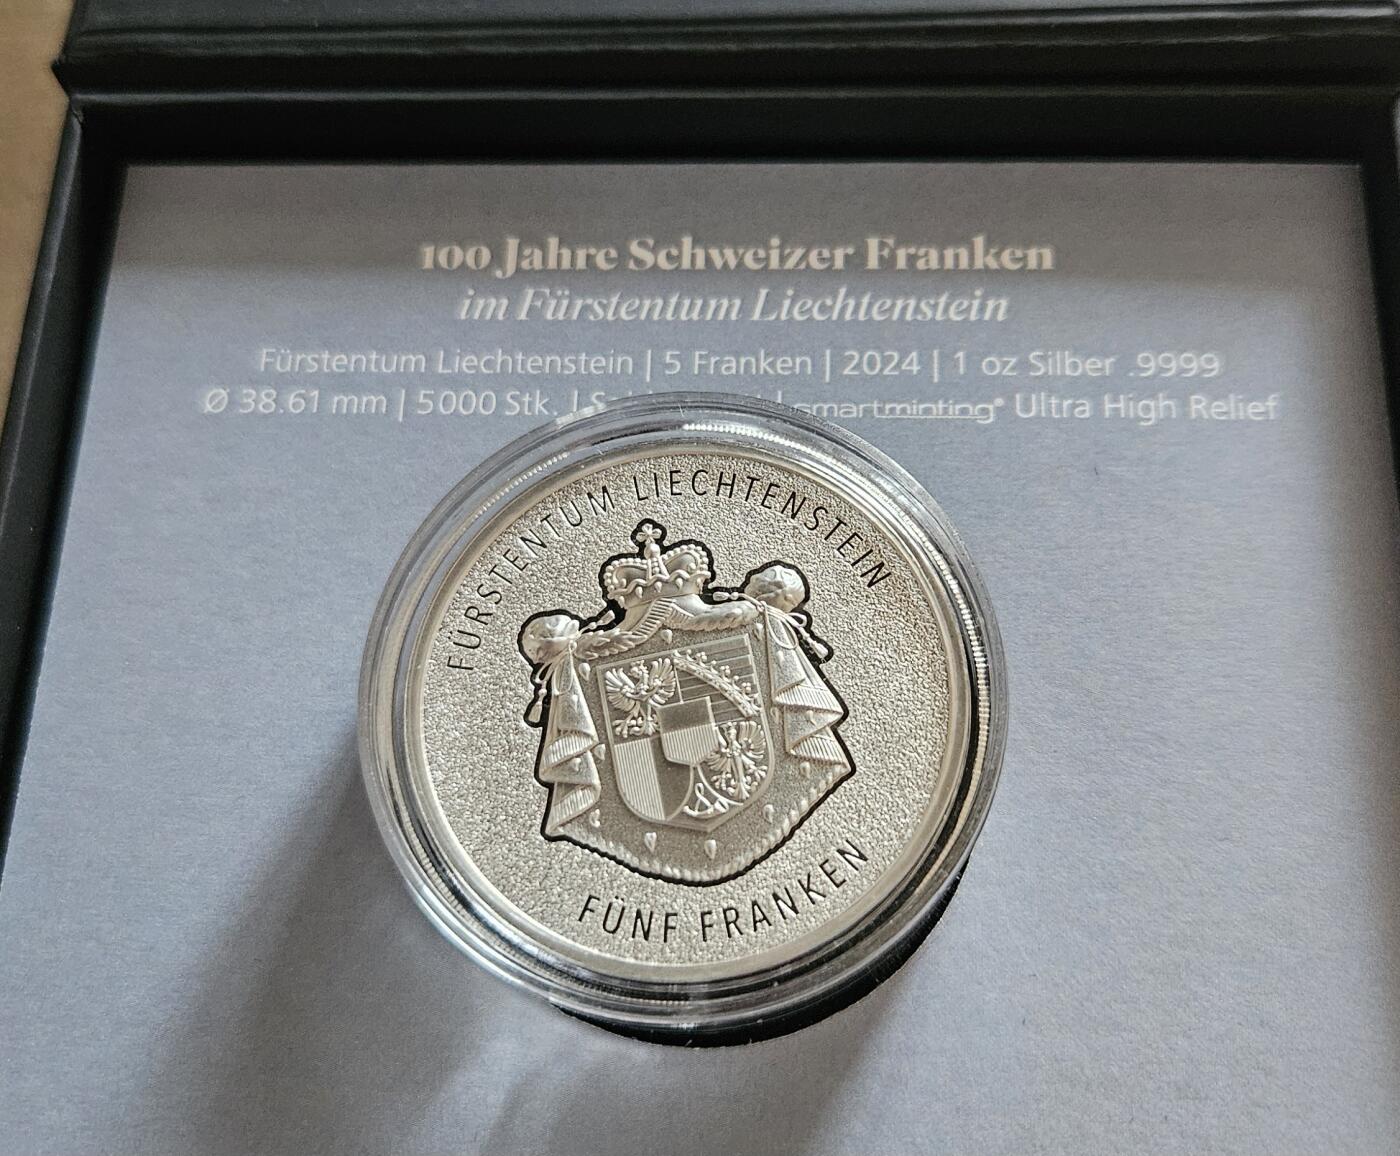 100 Jahre Schweizer Franken
im Fürstentum Liechtenstein
Fürstentum Liechtenstein | 5 Franken | 2024 | 1 oz Silber .9999
Ø 38.61 mm | 5000 Stk. | | smartminting® Ultra High Relief
FÜRSTENTUM LIECHTENSTEIN
FÜNF FRANKEN